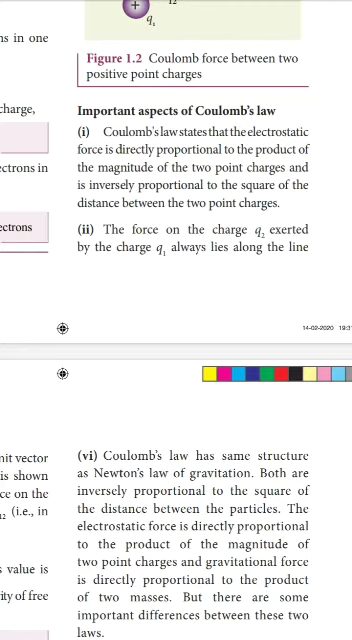 +
q1
12
ns in one
Figure 1.2 Coulomb force between two
positive point charges
Important aspects of Coulomb's law
charge,
(i) Coulomb's law states that the electrostatic
force is directly proportional to the product of
ectrons in
the magnitude of the two point charges and
is inversely proportional to the square of the
distance between the two point charges.
ectrons
(ii) The force on the charge q2 exerted
by the charge q1 always lies along the line
14-02-2020 19:31
nit vector
is shown
ce on the
12 (i.e., in
s value is
ity of free
(vi) Coulomb's law has same structure
as Newton's law of gravitation. Both are
inversely proportional to the square of
the distance between the particles. The
electrostatic force is directly proportional
to the product of the magnitude of
two point charges and gravitational force
is directly proportional to the product
of two masses. But there are some
important differences between these two
laws.